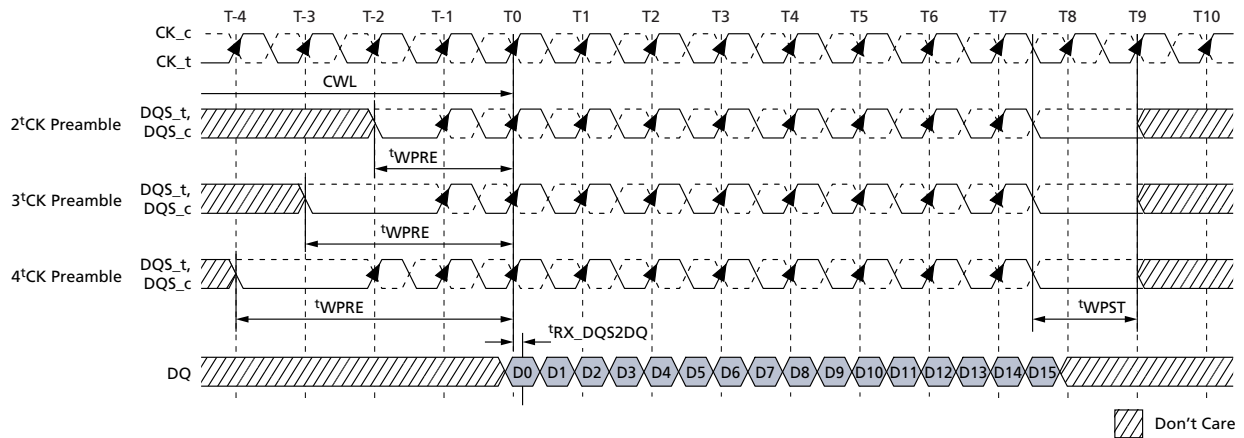 T-4 T-3 T-2 T-1 T0 T1 T2 T3 T4 T5 T6 T7 T8 T9 T10
CK_c
CK_t
CWL
2tCK Preamble DQS_t,
DQS_c
tWPRE
3tCK Preamble DQS_t,
DQS_c
tWPRE
4tCK Preamble DQS_t,
DQS_c
tWPRE tWPST
tRX_DQS2DQ
DQ D0 D1 D2 D3 D4 D5 D6 D7 D8 D9 D10 D11 D12 D13 D14 D15
Don't Care